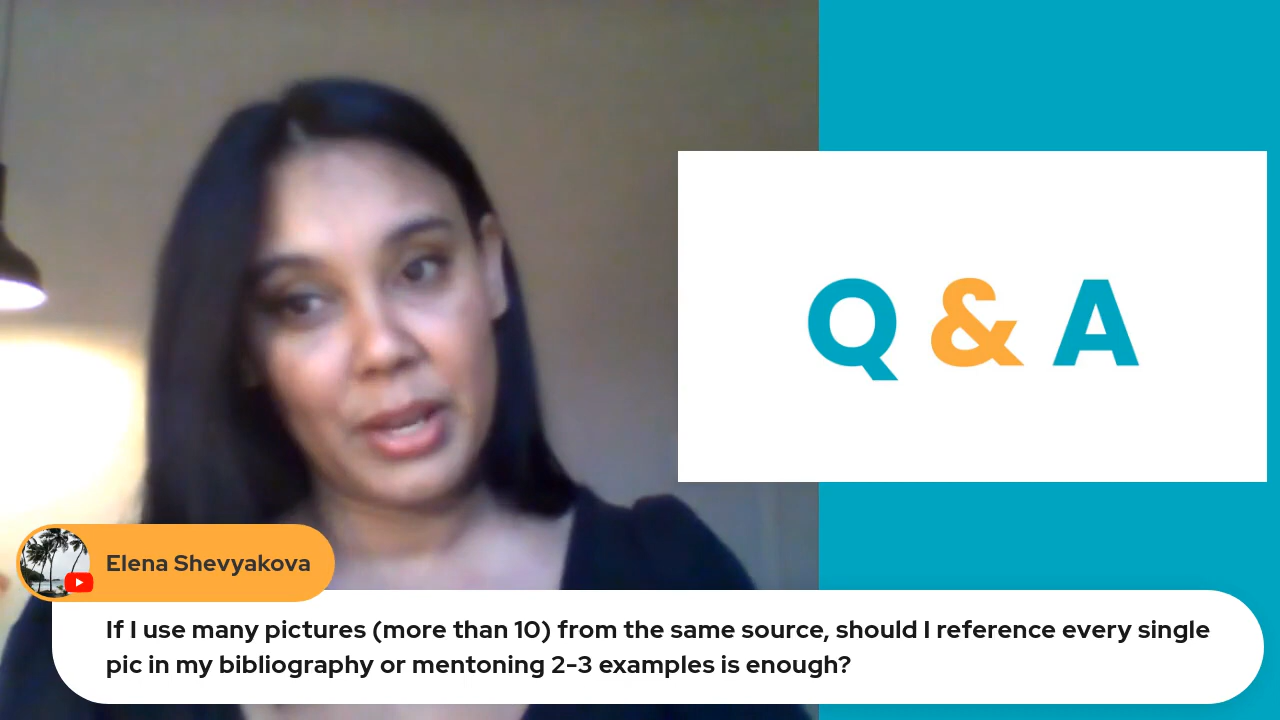 Q & A
Elena Shevyakova
If I use many pictures (more than 10) from the same source, should I reference every single
pic in my bibliography or mentoning 2-3 examples is enough?